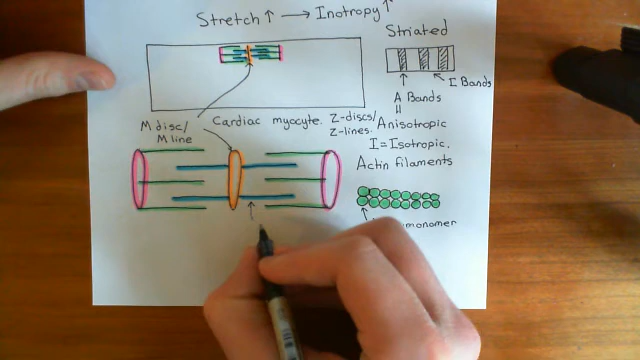 Stretch ↑ → Inotropy ↑
Striated
I Bands
A Bands
=
Anisotropic
I = Isotropic.
M disc/
M line
Cardiac myocyte.
Z-discs/
Z-lines.
Actin filaments
monomer